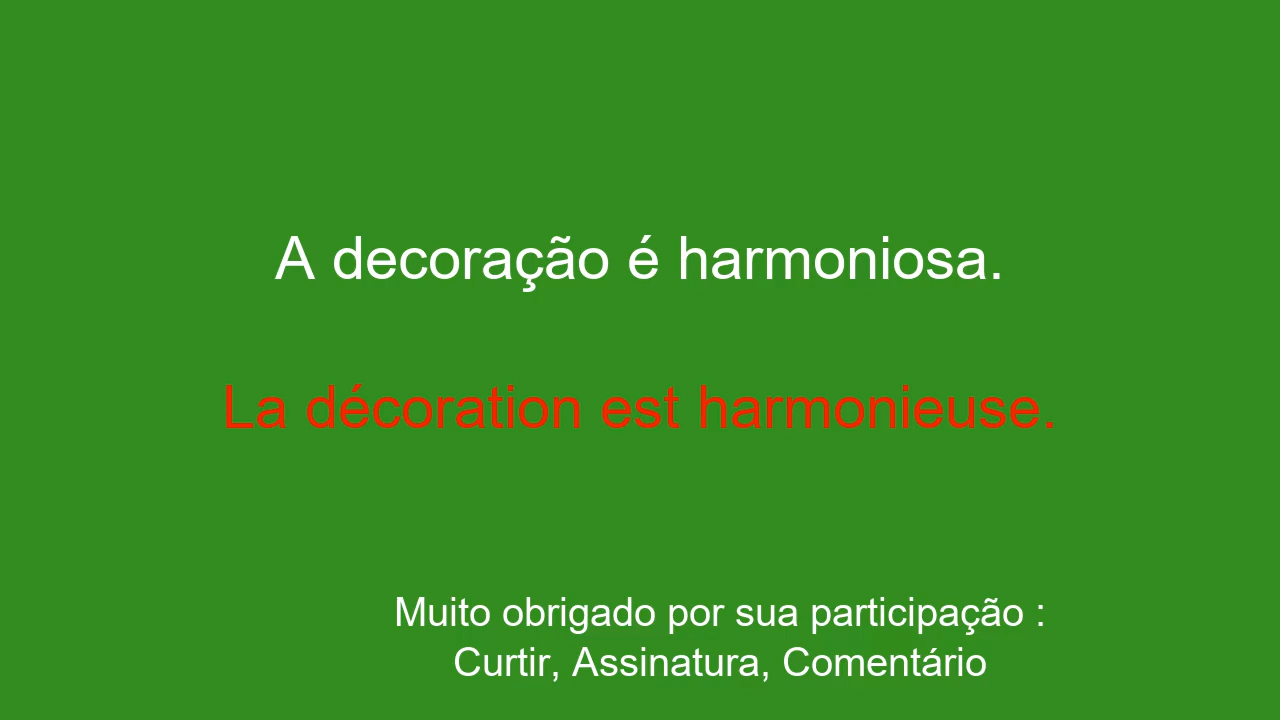 A decoração é harmoniosa.
La décoration est harmonieuse.
Muito obrigado por sua participação :
Curtir, Assinatura, Comentário